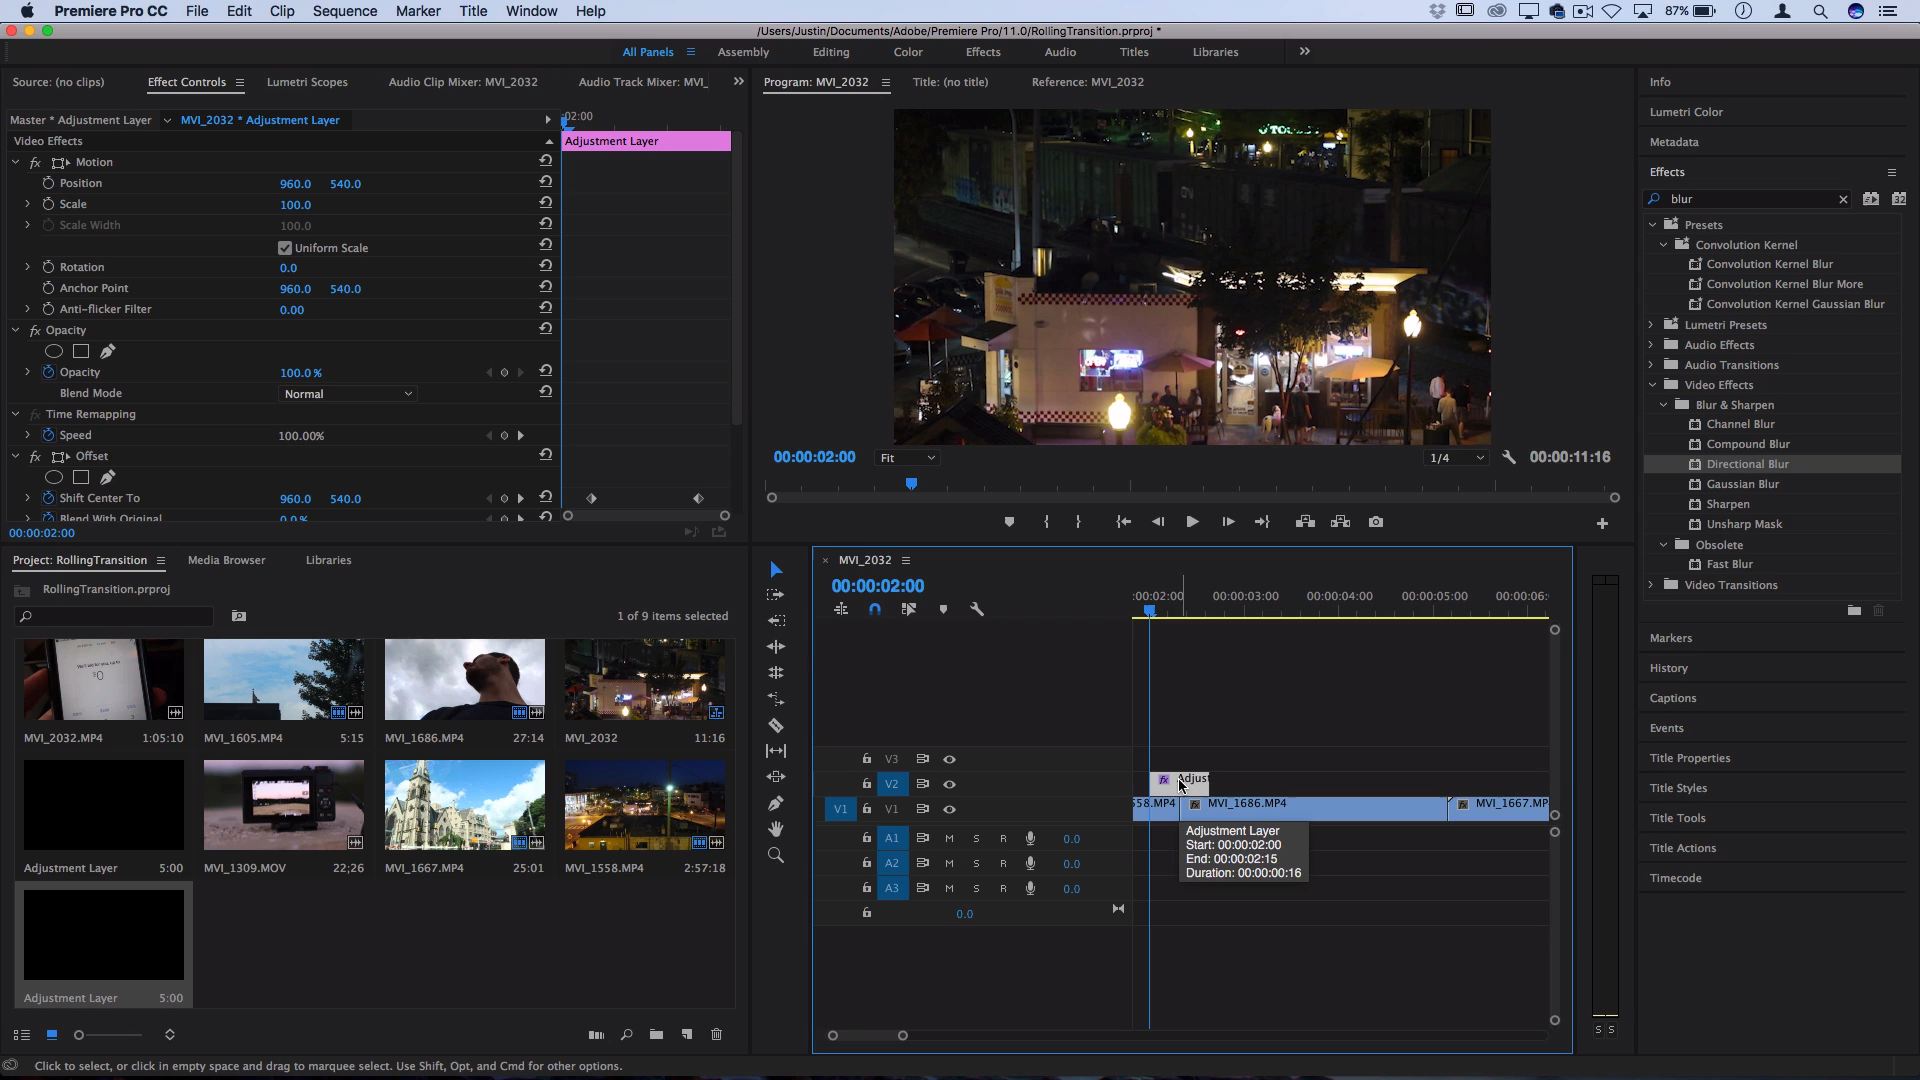 Premiere Pro CC File Edit Clip Sequence Marker Title Window Help 87%
/Users/Justin/Documents/Adobe/Premiere Pro/11.0/RollingTransition.prproj *
All Panels Assembly Editing Color Effects Audio Titles Libraries
Source: (no clips) Effect Controls Lumetri Scopes Audio Clip Mixer: MVI_2032 Audio Track Mixer: MVI_
Master * Adjustment Layer MVI_2032 * Adjustment Layer
:02:00
Video Effects
Adjustment Layer
fx Motion
Position 960.0 540.0
Scale 100.0
Scale Width 100.0
Uniform Scale
Rotation 0.0
Anchor Point 960.0 540.0
Anti-flicker Filter 0.00
fx Opacity
Opacity 100.0 %
Blend Mode Normal
fx Time Remapping
Speed 100.00%
fx Offset
Shift Center To 960.0 540.0
Blend With Original 0.0 %
00:00:02:00
Program: MVI_2032 Title: (no title) Reference: MVI_2032
00:00:02:00 Fit 1/4 00:00:11:16
Info
Lumetri Color
Metadata
Effects
blur
32
Presets
Convolution Kernel
Convolution Kernel Blur
Convolution Kernel Blur More
Convolution Kernel Gaussian Blur
Lumetri Presets
Audio Effects
Audio Transitions
Video Effects
Blur & Sharpen
Channel Blur
Compound Blur
Directional Blur
Gaussian Blur
Sharpen
Unsharp Mask
Obsolete
Fast Blur
Video Transitions
Markers
History
Captions
Events
Title Properties
Title Styles
Title Tools
Title Actions
Timecode
Project: RollingTransition Media Browser Libraries
RollingTransition.prproj
1 of 9 items selected
MVI_2032.MP4 1:05:10
MVI_1605.MP4 5:15
MVI_1686.MP4 27:14
MVI_2032 11:16
Adjustment Layer 5:00
MVI_1309.MOV 22;26
MVI_1667.MP4 25:01
MVI_1558.MP4 2:57:18
Adjustment Layer 5:00
MVI_2032
00:00:02:00
:00:02:00 00:00:03:00 00:00:04:00 00:00:05:00 00:00:06:
V3
V2
fx Adjust
V1 V1
58.MP4 fx MVI_1686.MP4 fx MVI_1667.MP
A1 M S R 0.0
A2 M S R 0.0
A3 M S R 0.0
0.0
Adjustment Layer
Start: 00:00:02:00
End: 00:00:02:15
Duration: 00:00:00:16
S S
Click to select, or click in empty space and drag to marquee select. Use Shift, Opt, and Cmd for other options.